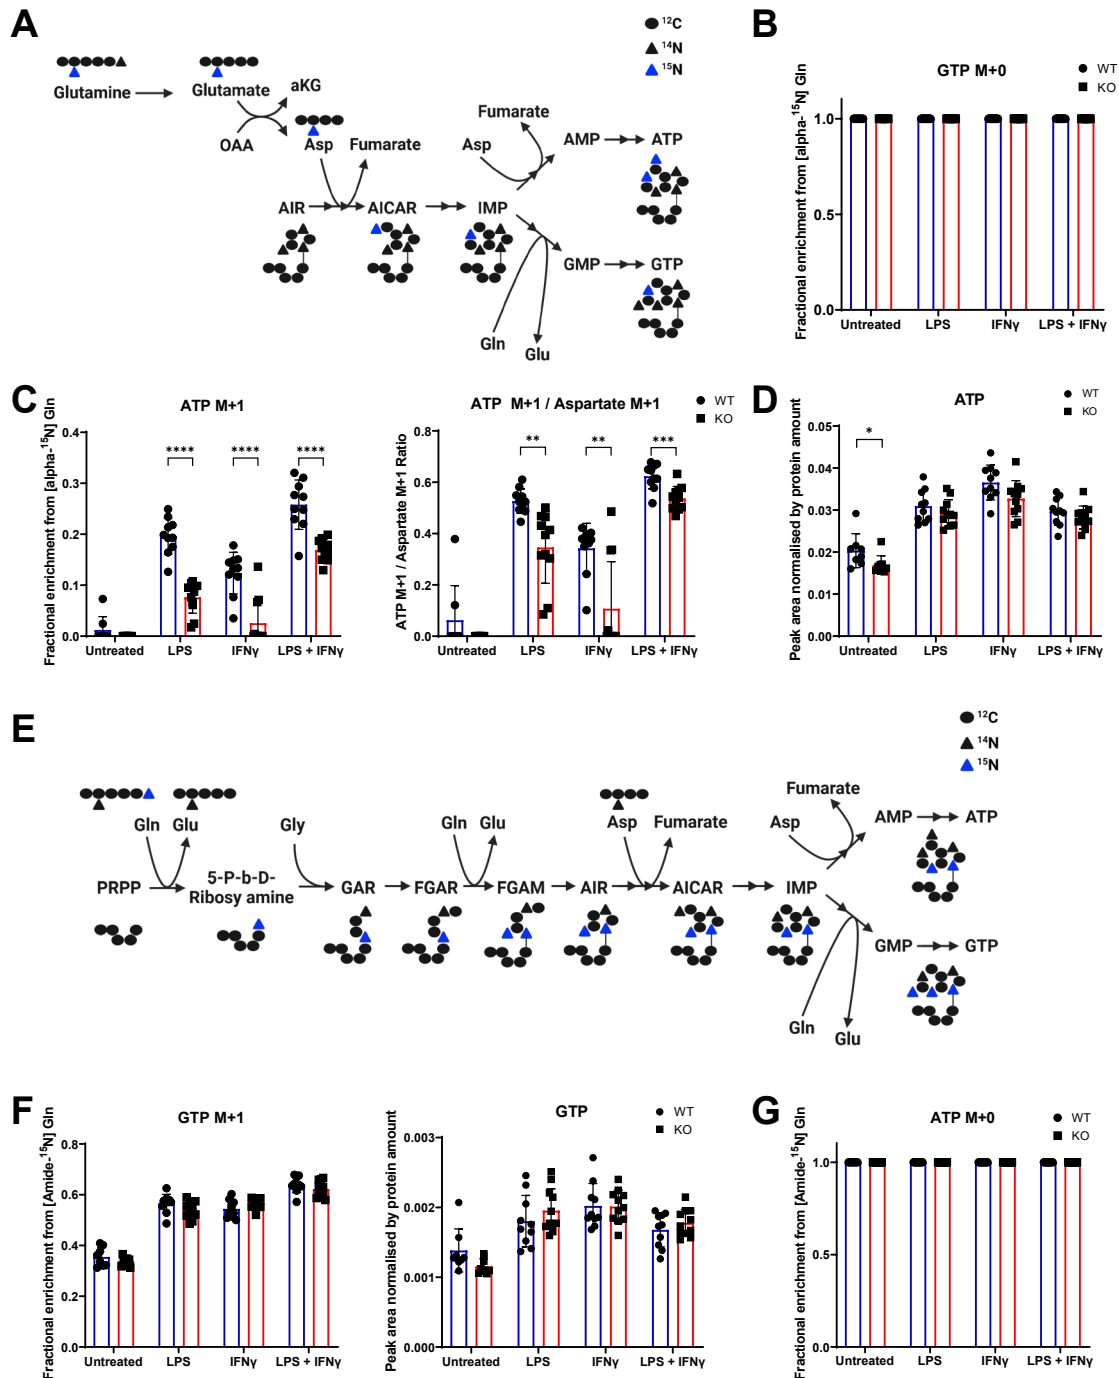 A
¹²C
¹⁴N
¹⁵N
Glutamine
Glutamate
aKG
OAA
Asp
Fumarate
Fumarate
Asp
AMP
ATP
AIR
AICAR
IMP
GMP
GTP
Gln
Glu
B
GTP M+0
WT
KO
Fractional enrichment from [alpha-¹⁵N] Gln
1.0
0.5
0.0
Untreated
LPS
IFNγ
LPS + IFNγ
C
ATP M+1
Fractional enrichment from [alpha-¹⁵N] Gln
0.4
0.3
0.2
0.1
0.0
****
****
****
Untreated
LPS
IFNγ
LPS + IFNγ
ATP M+1 / Aspartate M+1
WT
KO
ATP M+1 / Aspartate M+1 Ratio
0.8
0.6
0.4
0.2
0.0
**
**
***
Untreated
LPS
IFNγ
LPS + IFNγ
D
ATP
WT
KO
Peak area normalised by protein amount
0.05
0.04
0.03
0.02
0.01
0.00
*
Untreated
LPS
IFNγ
LPS + IFNγ
E
¹²C
¹⁴N
¹⁵N
Gln
Glu
Gly
Gln
Glu
Asp
Fumarate
Asp
Fumarate
AMP
ATP
PRPP
5-P-b-D-
Ribosy amine
GAR
FGAR
FGAM
AIR
AICAR
IMP
GMP
GTP
Gln
Glu
F
GTP M+1
Fractional enrichment from [Amide-¹⁵N] Gln
0.8
0.6
0.4
0.2
0.0
Untreated
LPS
IFNγ
LPS + IFNγ
GTP
WT
KO
Peak area normalised by protein amount
0.003
0.002
0.001
0.000
Untreated
LPS
IFNγ
LPS + IFNγ
G
ATP M+0
WT
KO
Fractional enrichment from [Amide-¹⁵N] Gln
1.0
0.5
0.0
Untreated
LPS
IFNγ
LPS + IFNγ